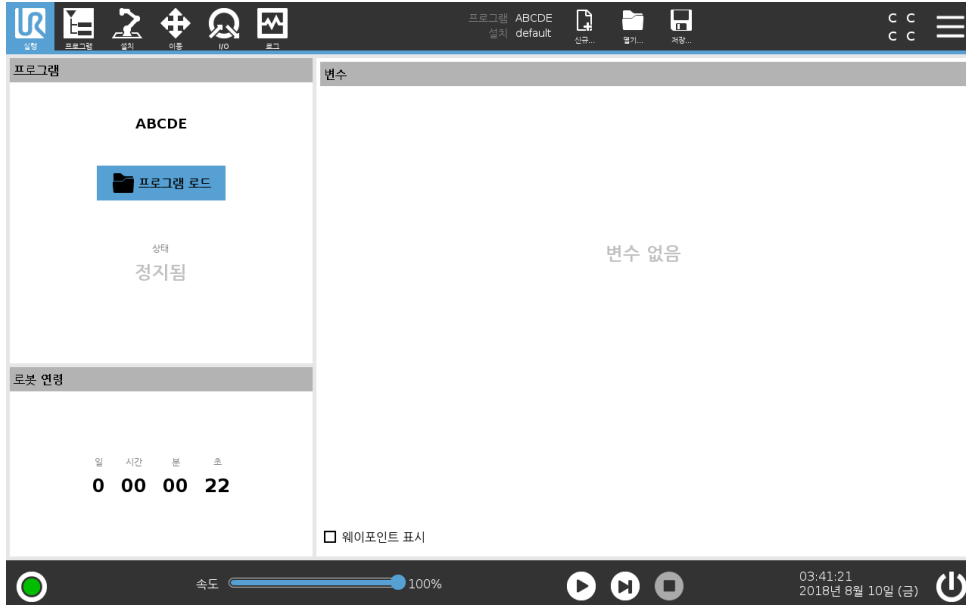 실행
프로그램
설치
이동
I/O
로그
프로그램 ABCDE
설치 default
신규...
열기...
저장...
C C
C C
프로그램
ABCDE
프로그램 로드
상태
정지됨
로봇 연령
일 시간 분 초
0 00 00 22
변수
변수 없음
웨이포인트 표시
속도 100%
03:41:21
2018년 8월 10일 (금)